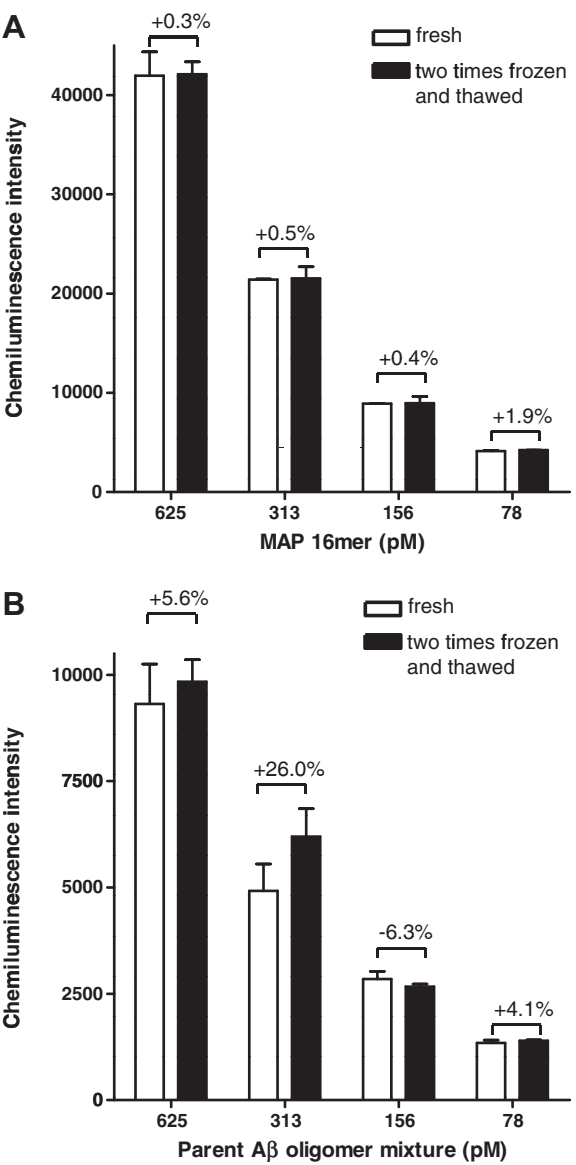 A
+0.3%
fresh
two times frozen
and thawed
Chemiluminescence intensity
40000
30000
20000
10000
0
+0.5%
+0.4%
+1.9%
625 313 156 78
MAP 16mer (pM)
B
+5.6%
fresh
two times frozen
and thawed
Chemiluminescence intensity
10000
7500
5000
2500
0
+26.0%
-6.3%
+4.1%
625 313 156 78
Parent Aβ oligomer mixture (pM)